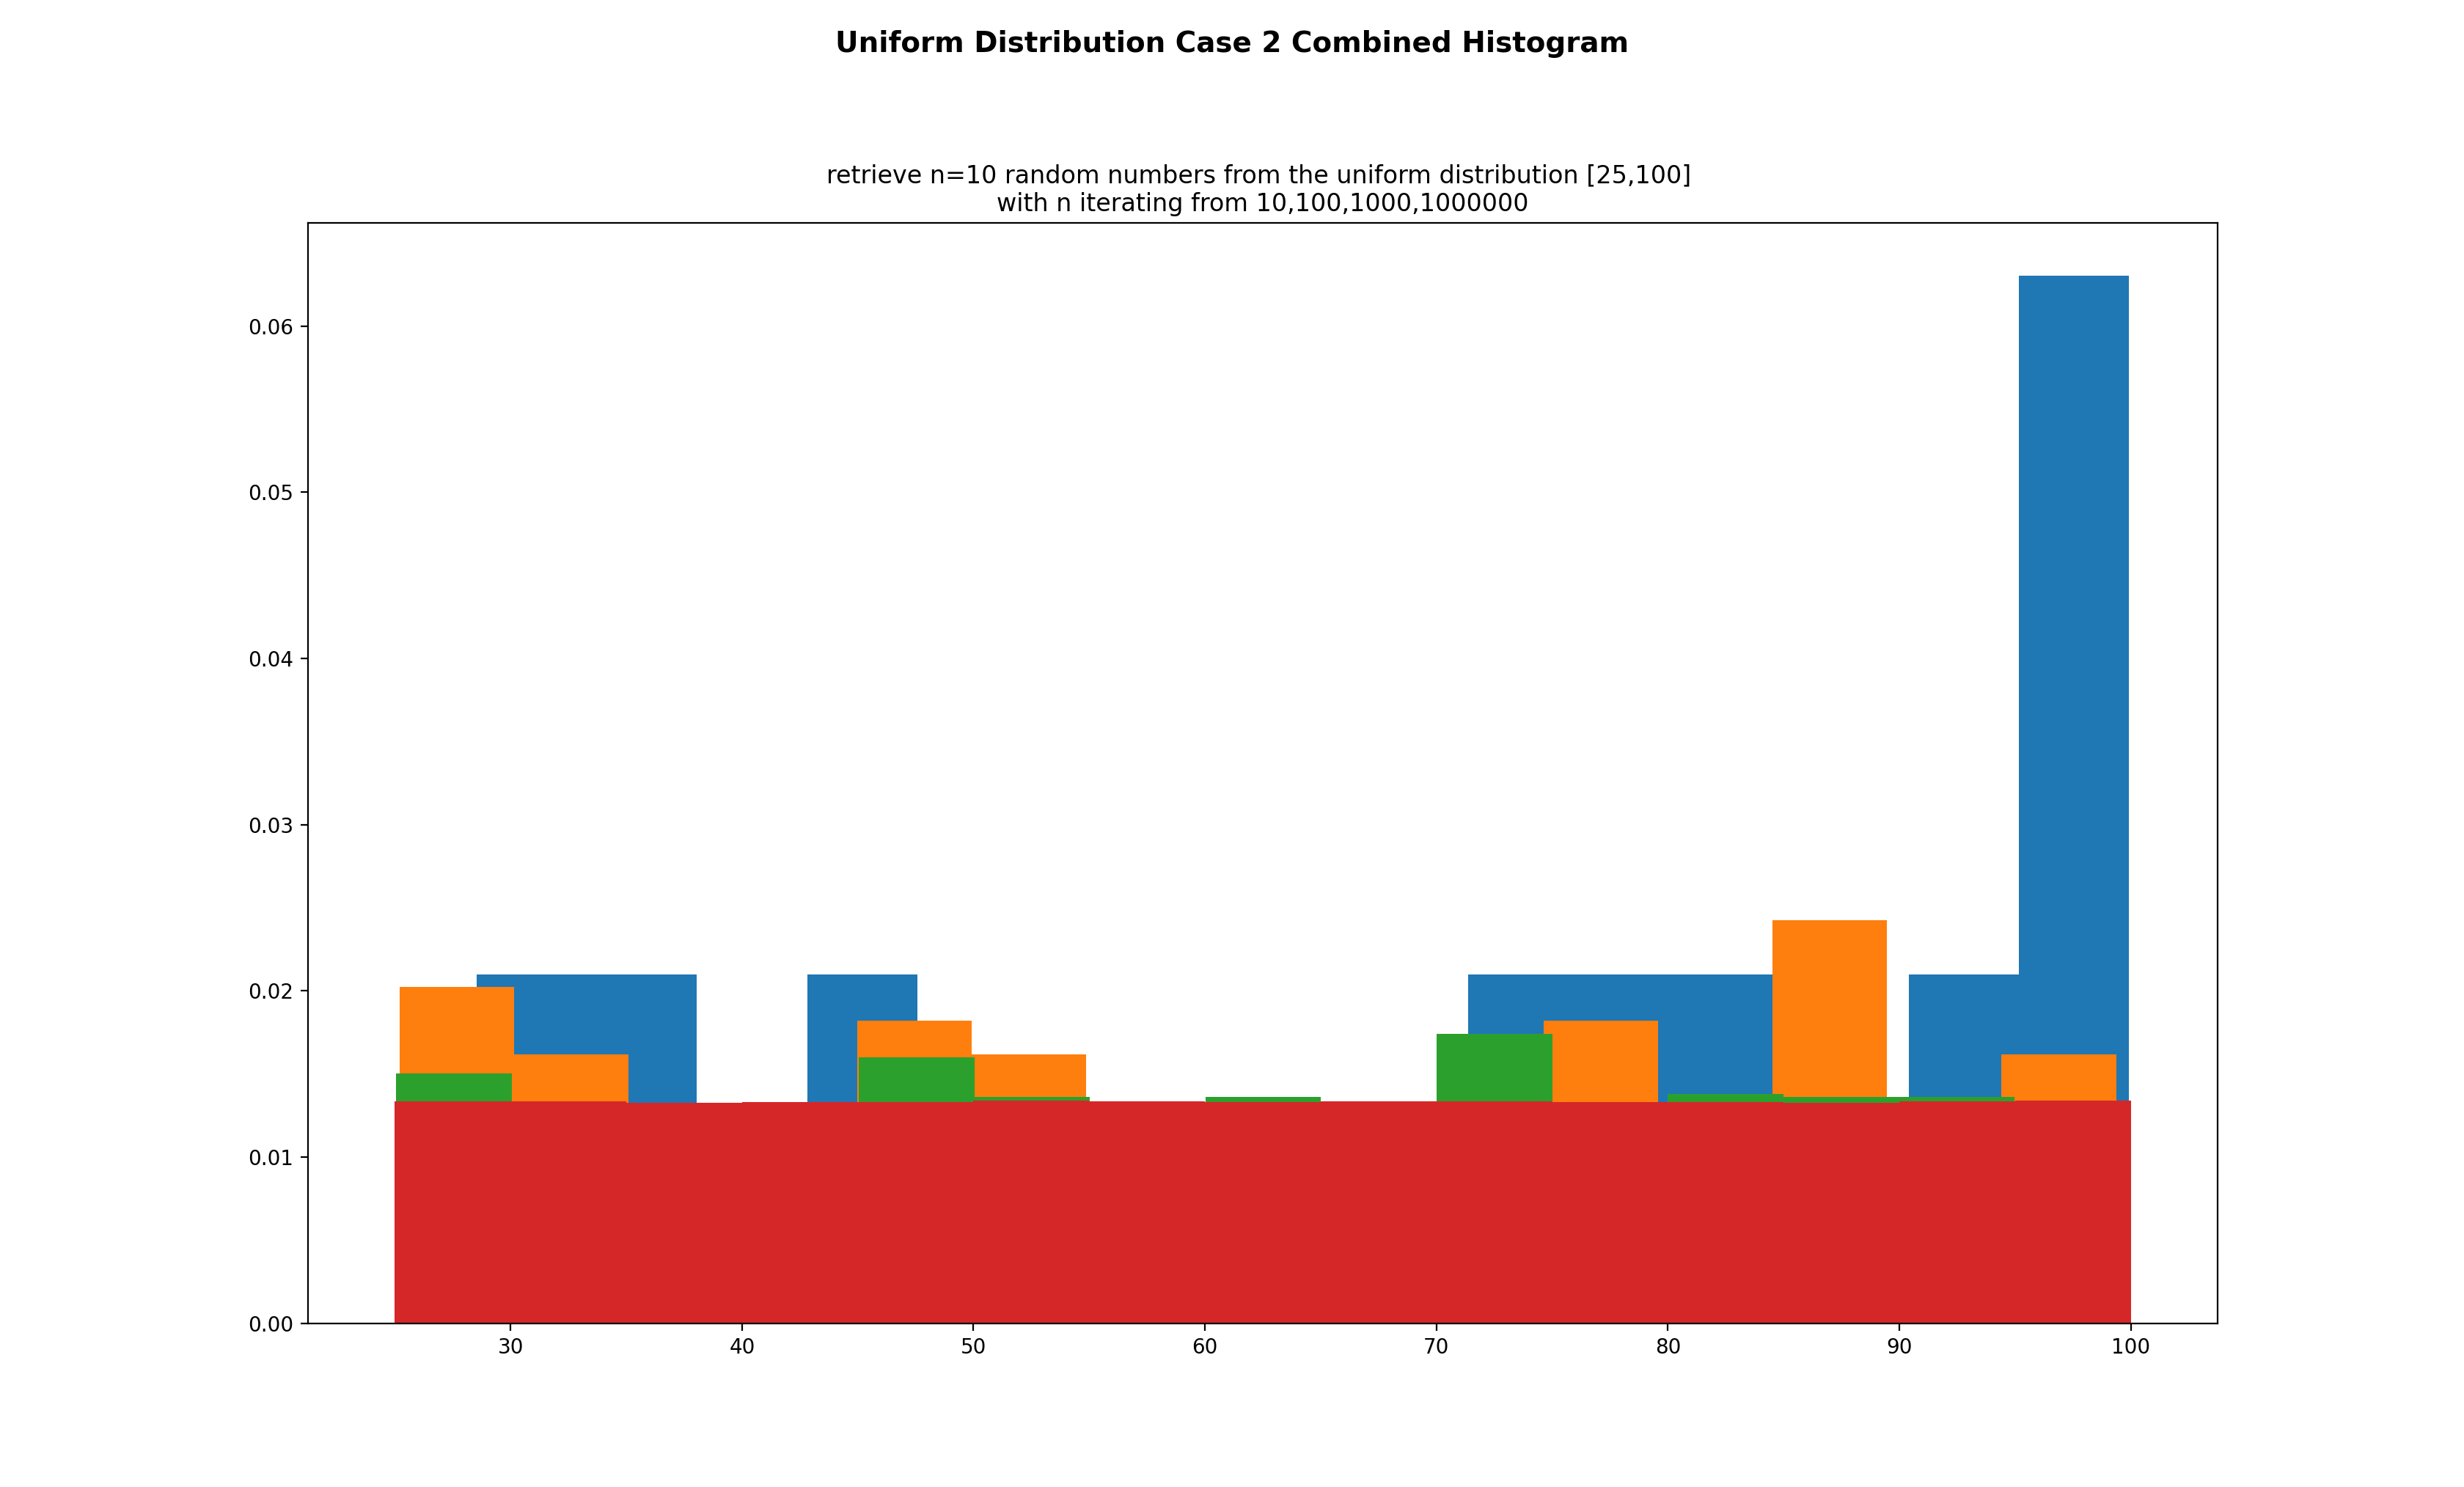 Uniform Distribution Case 2 Combined Histogram
retrieve n=10 random numbers from the uniform distribution [25,100]
with n iterating from 10,100,1000,1000000
0.06
0.05
0.04
0.03
0.02
0.01
0.00
30 40 50 60 70 80 90 100